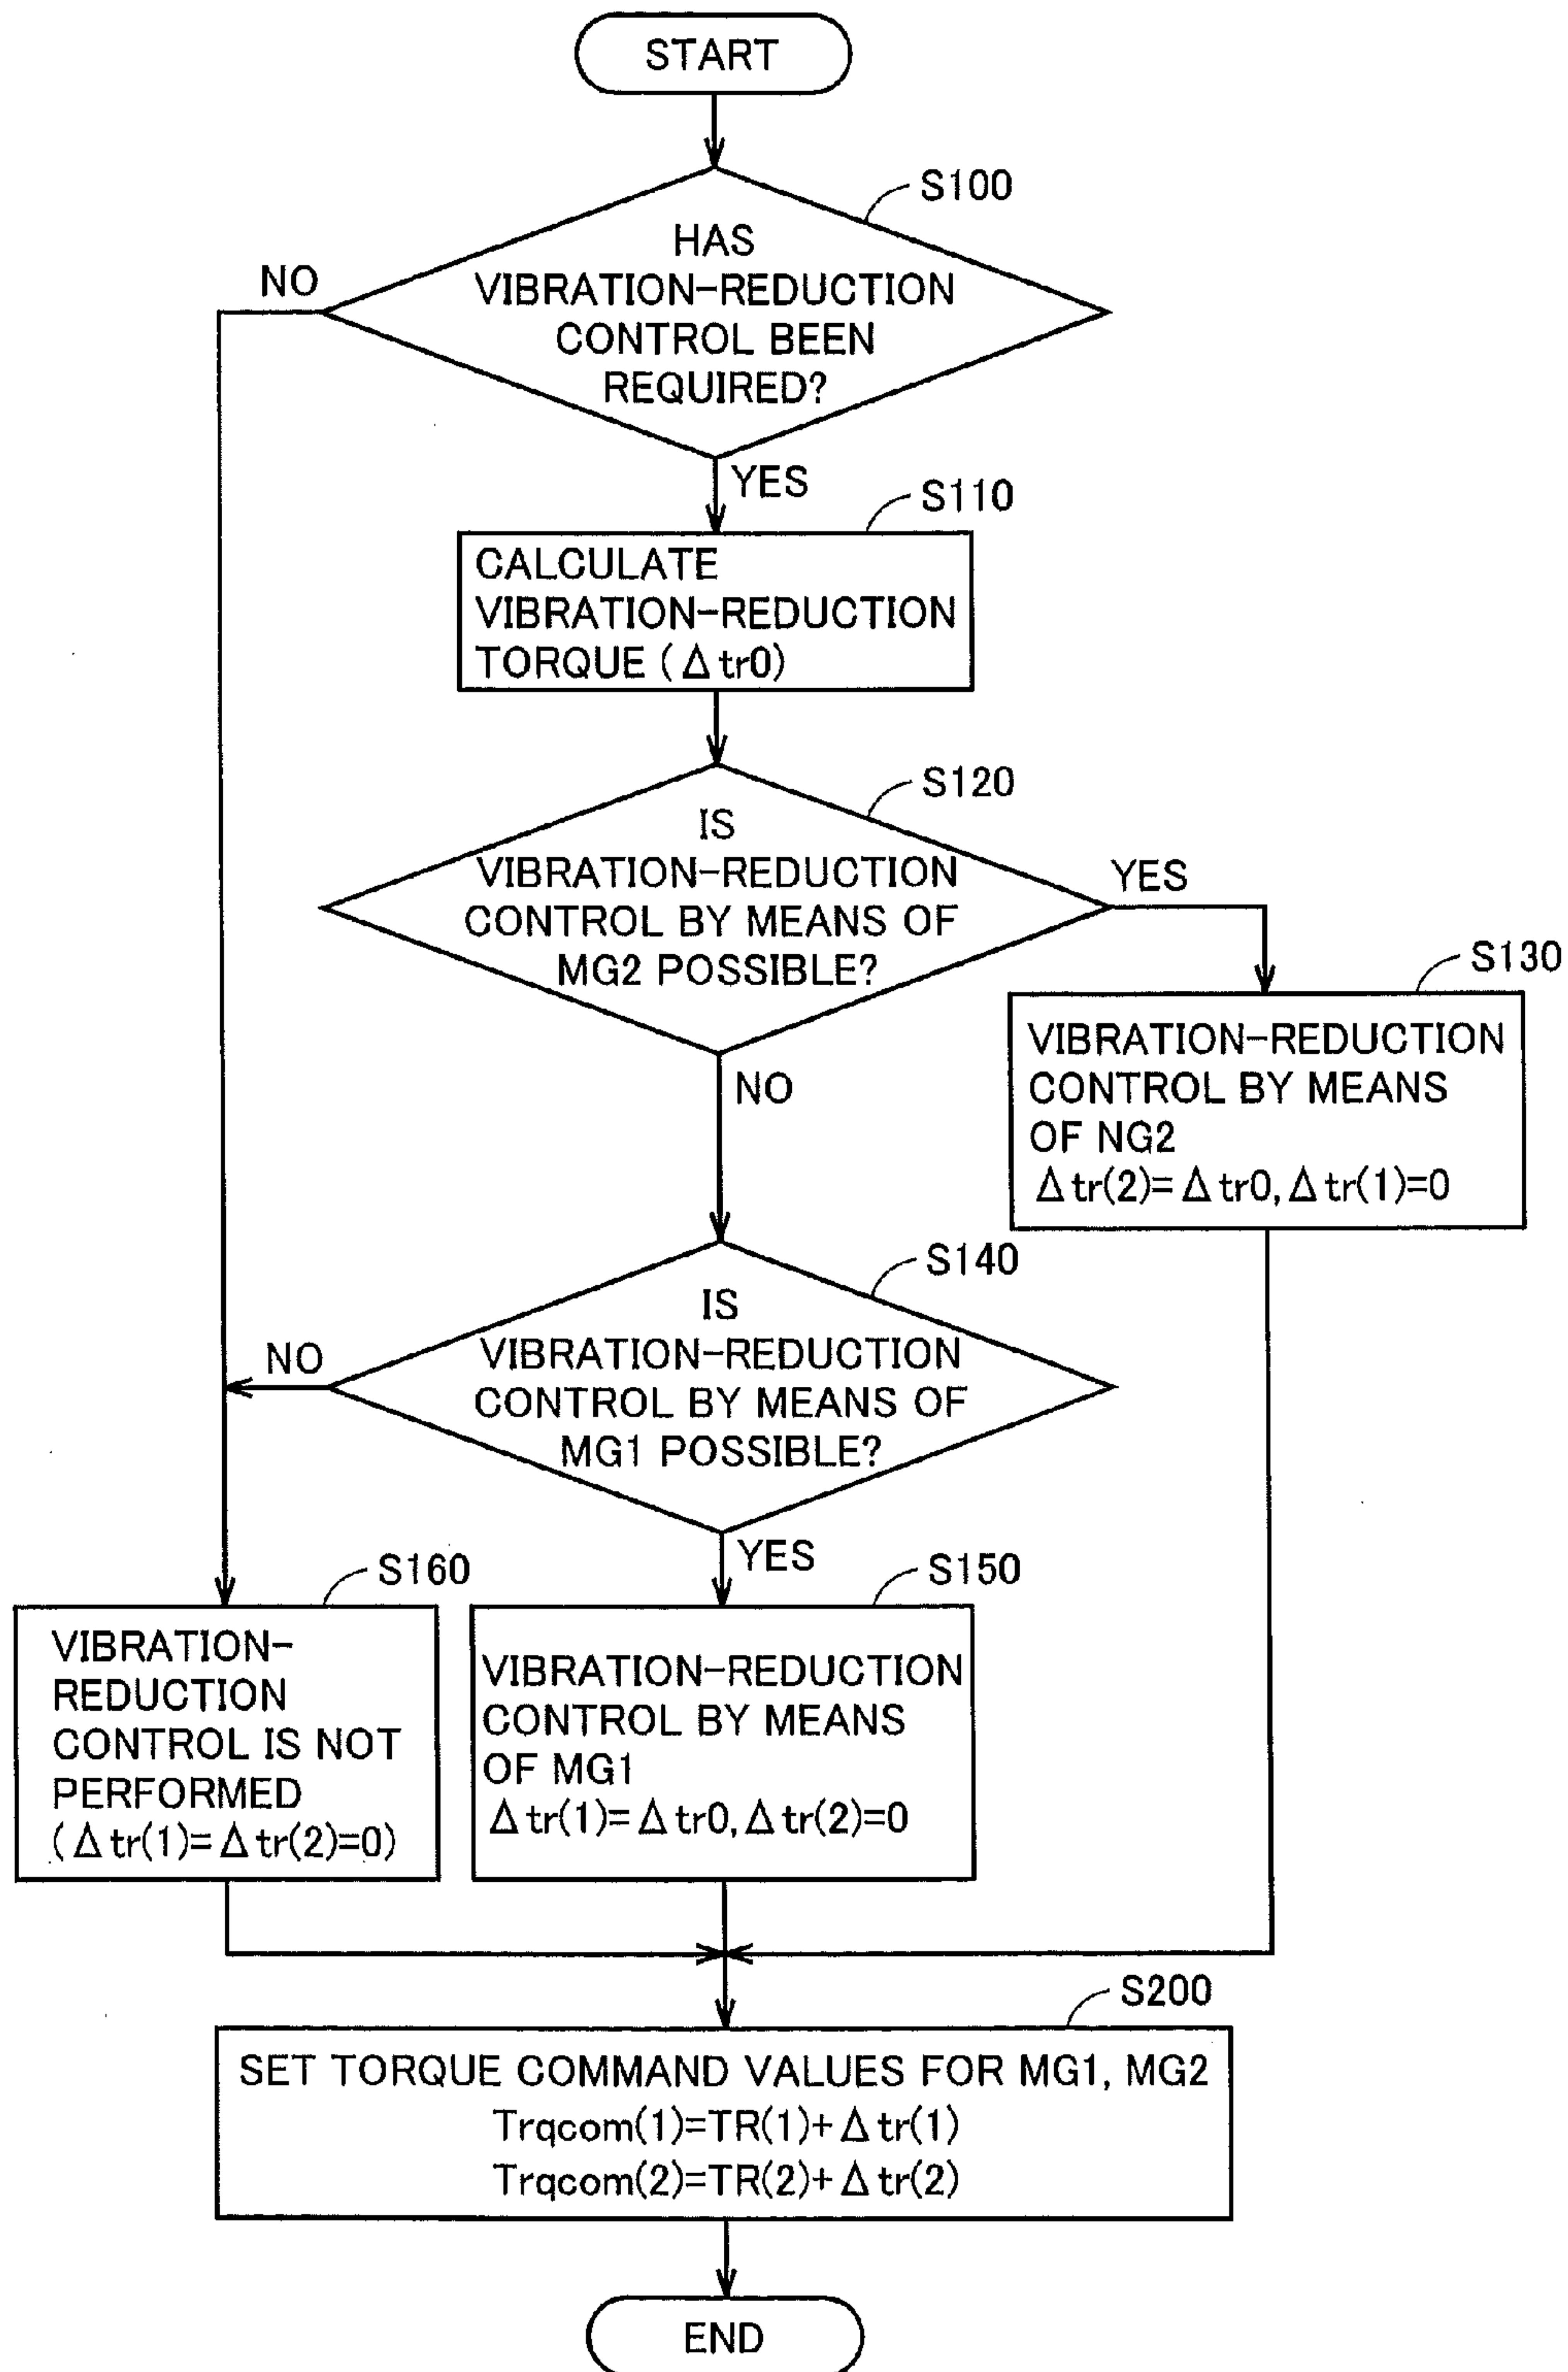 START
S100
HAS
VIBRATION-REDUCTION
CONTROL BEEN
REQUIRED?
NO
YES
S110
CALCULATE
VIBRATION-REDUCTION
TORQUE (Δtr0)
S120
IS
VIBRATION-REDUCTION
CONTROL BY MEANS OF
MG2 POSSIBLE?
YES
NO
S130
VIBRATION-REDUCTION
CONTROL BY MEANS
OF NG2
Δtr(2)=Δtr0, Δtr(1)=0
S140
IS
VIBRATION-REDUCTION
CONTROL BY MEANS OF
MG1 POSSIBLE?
NO
YES
S160
VIBRATION-
REDUCTION
CONTROL IS NOT
PERFORMED
(Δtr(1)=Δtr(2)=0)
S150
VIBRATION-REDUCTION
CONTROL BY MEANS
OF MG1
Δtr(1)=Δtr0, Δtr(2)=0
S200
SET TORQUE COMMAND VALUES FOR MG1, MG2
Trqcom(1)=TR(1)+Δtr(1)
Trqcom(2)=TR(2)+Δtr(2)
END